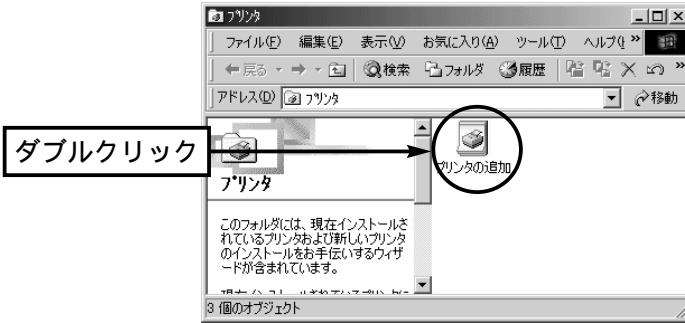 プリンタ
ファイル(F) 編集(E) 表示(V) お気に入り(A) ツール(T) ヘルプ( »
戻る 検索 フォルダ 履歴 »
アドレス(D) プリンタ 移動
ダブルクリック
プリンタの追加
プリンタ
このフォルダには、現在インストールさ
れているプリンタおよび新しいプリンタ
のインストールをお手伝いするウィザ
ードが含まれています。
3 個のオブジェクト